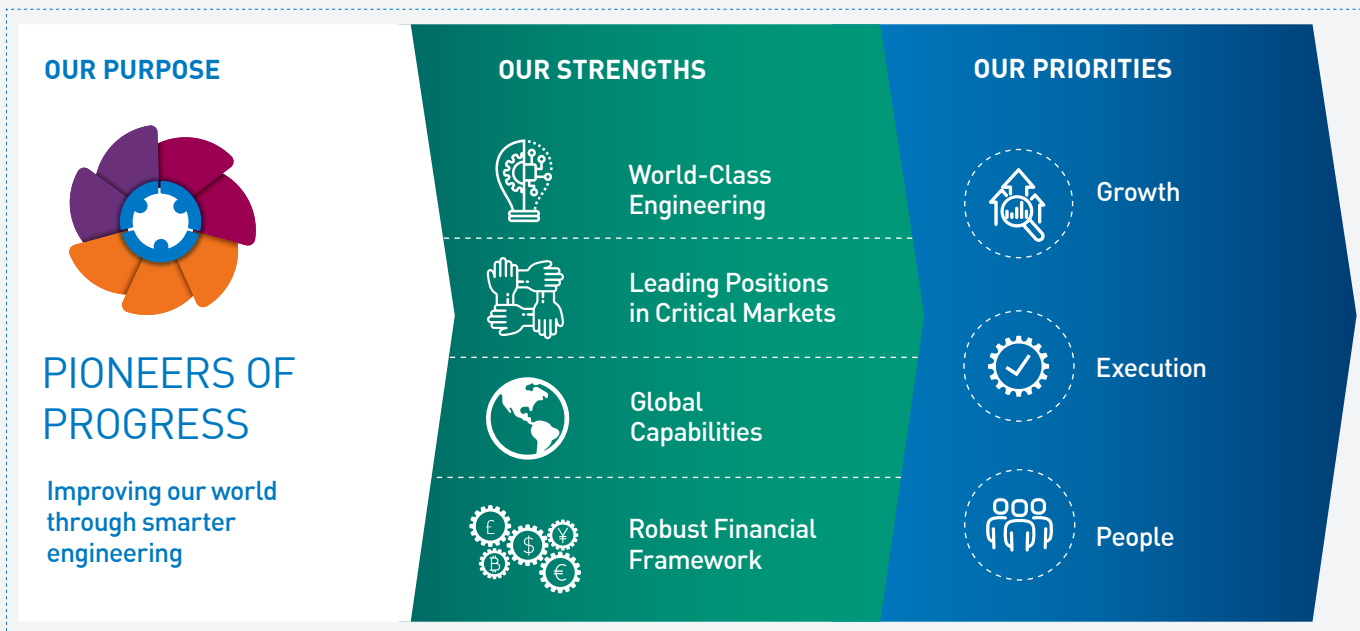 OUR PURPOSE
PIONEERS OF
PROGRESS
Improving our world
through smarter
engineering
OUR STRENGTHS
World-Class
Engineering
Leading Positions
in Critical Markets
Global
Capabilities
£
$
¥
₿
€
Robust Financial
Framework
OUR PRIORITIES
Growth
Execution
People